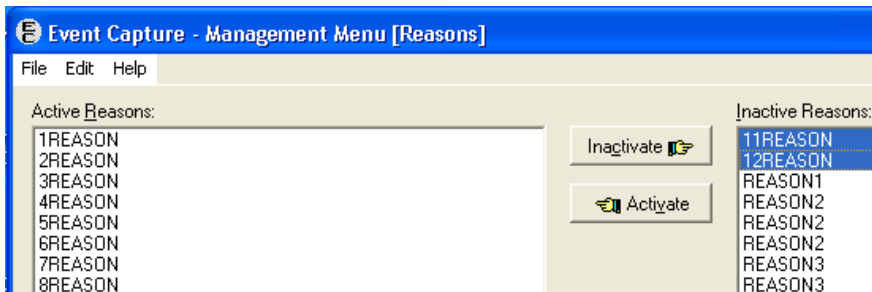 Event Capture - Management Menu [Reasons]
File Edit Help
Active Reasons:
1REASON
2REASON
3REASON
4REASON
5REASON
6REASON
7REASON
8REASON
Inactivate
Activate
Inactive Reasons:
11REASON
12REASON
REASON1
REASON2
REASON2
REASON2
REASON3
REASON3